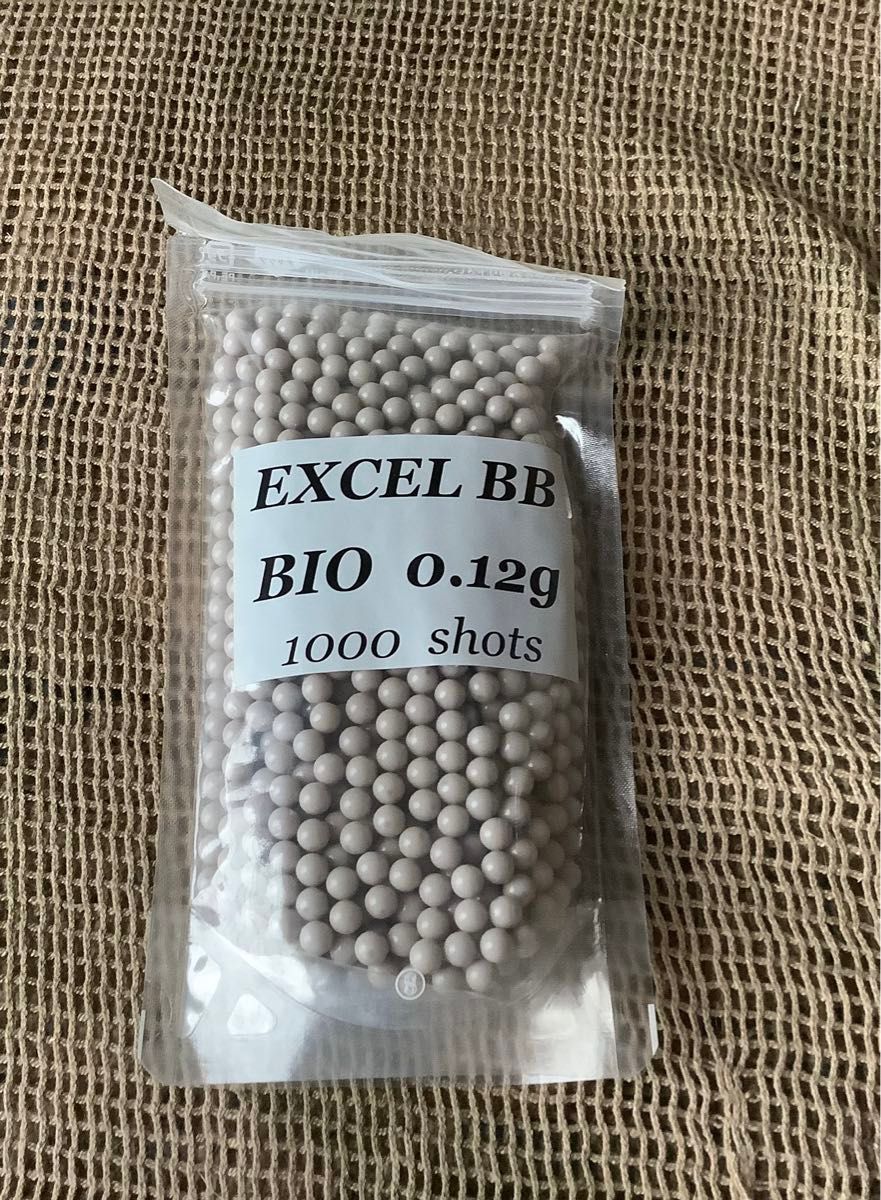 EXCEL BB
BIO 0.12g
1000 shots